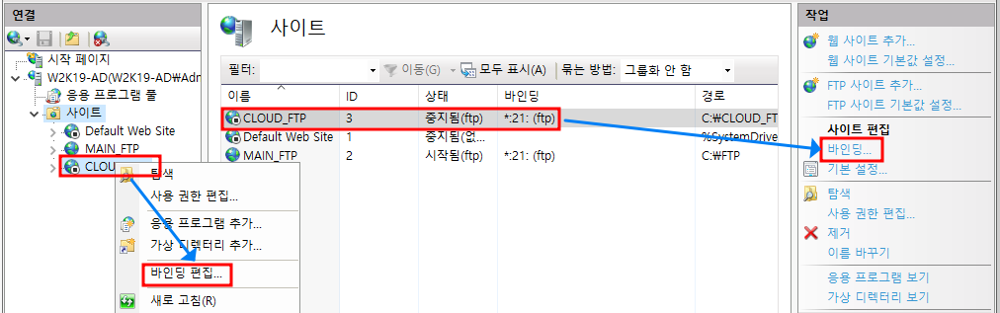 연결
시작 페이지
W2K19-AD(W2K19-AD\Adn
응용 프로그램 풀
사이트
Default Web Site
MAIN_FTP
CLOU
탐색
사용 권한 편집...
응용 프로그램 추가...
가상 디렉터리 추가...
바인딩 편집...
새로 고침(R)
사이트
필터:
이동(G)
모두 표시(A)
묶는 방법:
그룹화 안 함
이름 ID 상태 바인딩 경로
CLOUD_FTP 3 중지됨(ftp) *:21: (ftp) C:\CLOUD_FT
Default Web Site 1 중지됨(없... %SystemDrive
MAIN_FTP 2 시작됨(ftp) *:21: (ftp) C:\FTP
작업
웹 사이트 추가...
웹 사이트 기본값 설정...
FTP 사이트 추가...
FTP 사이트 기본값 설정...
사이트 편집
바인딩...
기본 설정...
탐색
사용 권한 편집...
제거
이름 바꾸기
응용 프로그램 보기
가상 디렉터리 보기